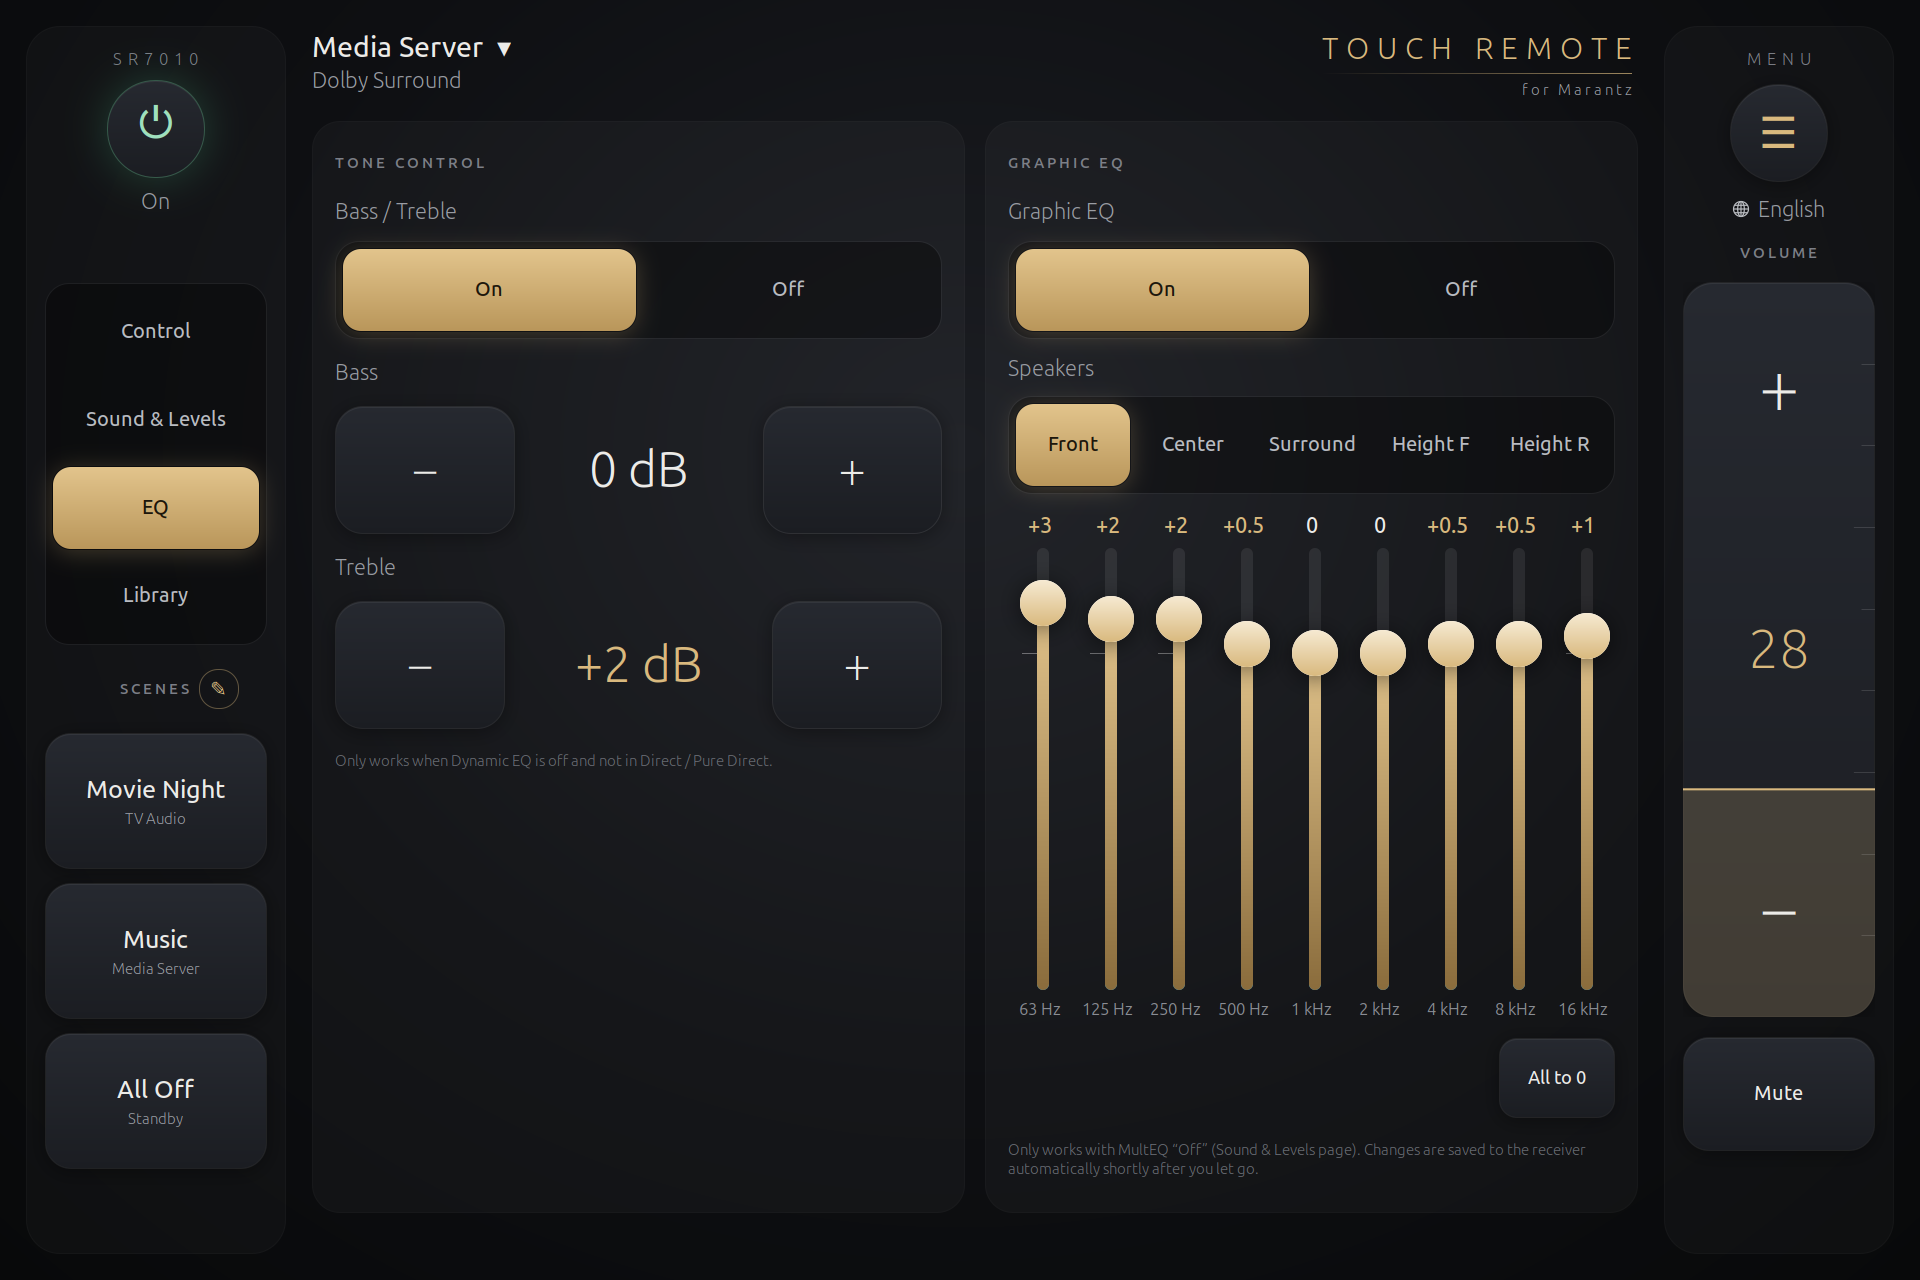 SR7010
On
Control
Sound & Levels
EQ
Library
SCENES ✎
Movie Night
TV Audio
Music
Media Server
All Off
Standby
Media Server ▼
Dolby Surround
TOUCH REMOTE
for Marantz
TONE CONTROL
Bass / Treble
On Off
Bass
− 0 dB +
Treble
− +2 dB +
Only works when Dynamic EQ is off and not in Direct / Pure Direct.
GRAPHIC EQ
Graphic EQ
On Off
Speakers
Front Center Surround Height F Height R
+3 +2 +2 +0.5 0 0 +0.5 +0.5 +1
63 Hz 125 Hz 250 Hz 500 Hz 1 kHz 2 kHz 4 kHz 8 kHz 16 kHz
All to 0
Only works with MultEQ “Off” (Sound & Levels page). Changes are saved to the receiver
automatically shortly after you let go.
MENU
English
VOLUME
+
28
−
Mute